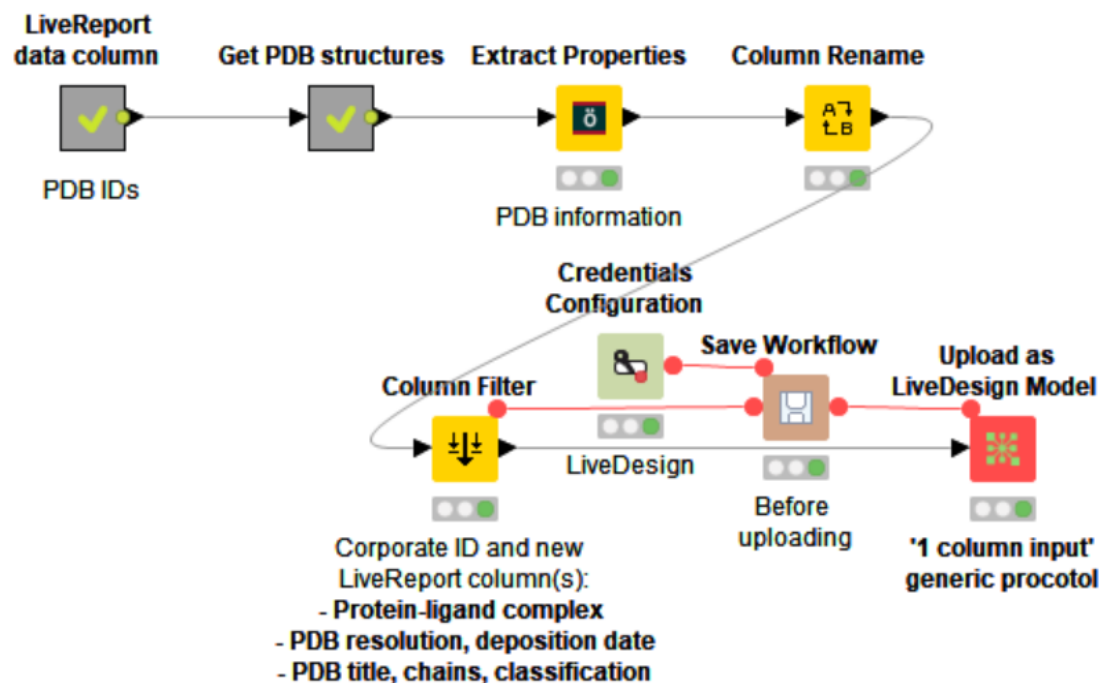 LiveReport
data column
Get PDB structures
Extract Properties
Column Rename
ö
A
B
PDB IDs
PDB information
Credentials
Configuration
Save Workflow
Upload as
LiveDesign Model
Column Filter
LiveDesign
Before
uploading
Corporate ID and new
LiveReport column(s):
- Protein-ligand complex
- PDB resolution, deposition date
- PDB title, chains, classification
'1 column input'
generic procotol